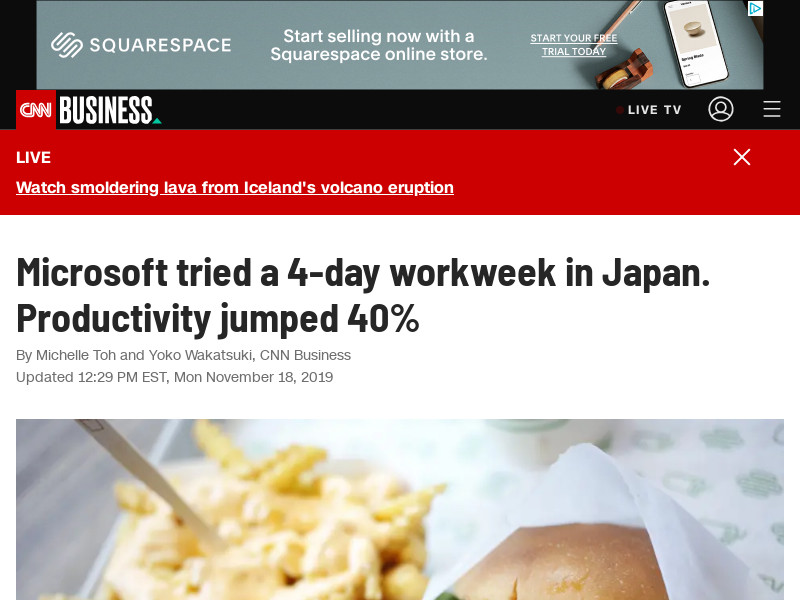 SQUARESPACE
Start selling now with a
Squarespace online store.
START YOUR FREE
TRIAL TODAY
CNN BUSINESS
LIVE TV
LIVE
Watch smoldering lava from Iceland's volcano eruption
Microsoft tried a 4-day workweek in Japan.
Productivity jumped 40%
By Michelle Toh and Yoko Wakatsuki, CNN Business
Updated 12:29 PM EST, Mon November 18, 2019